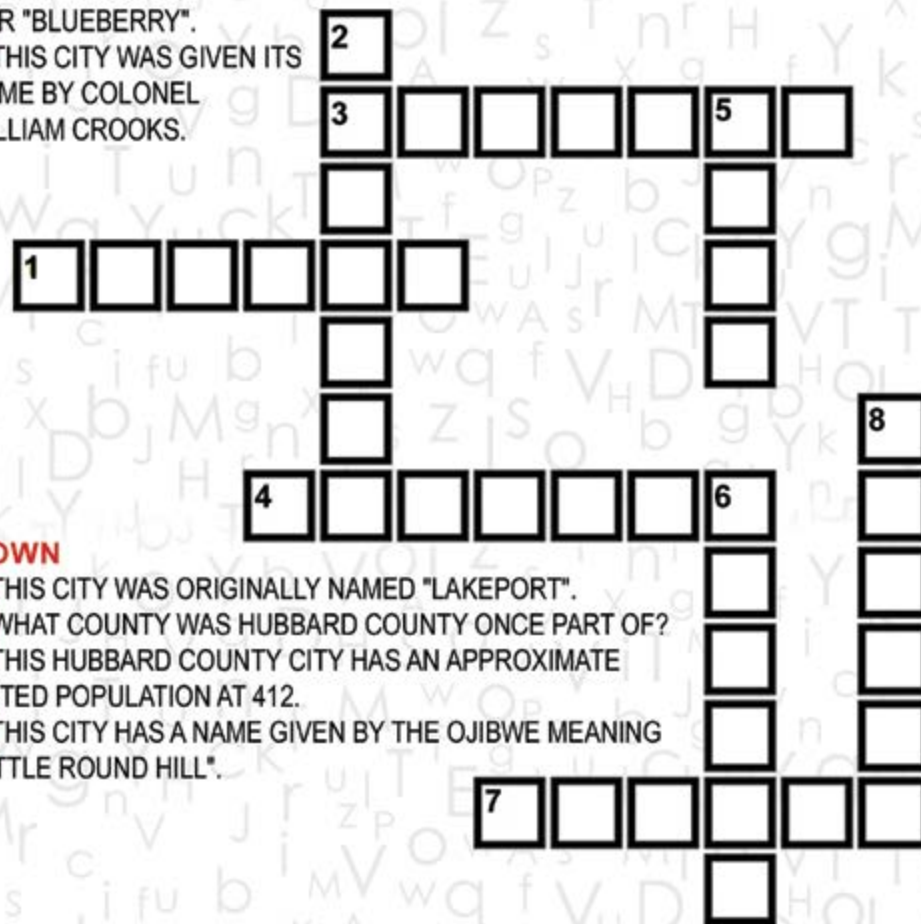 R "BLUEBERRY".
THIS CITY WAS GIVEN ITS
ME BY COLONEL
LLIAM CROOKS.
2
3 5
1
8
4 6
OWN
THIS CITY WAS ORIGINALLY NAMED "LAKEPORT".
WHAT COUNTY WAS HUBBARD COUNTY ONCE PART OF?
THIS HUBBARD COUNTY CITY HAS AN APPROXIMATE
TED POPULATION AT 412.
THIS CITY HAS A NAME GIVEN BY THE OJIBWE MEANING
TTLE ROUND HILL".
7